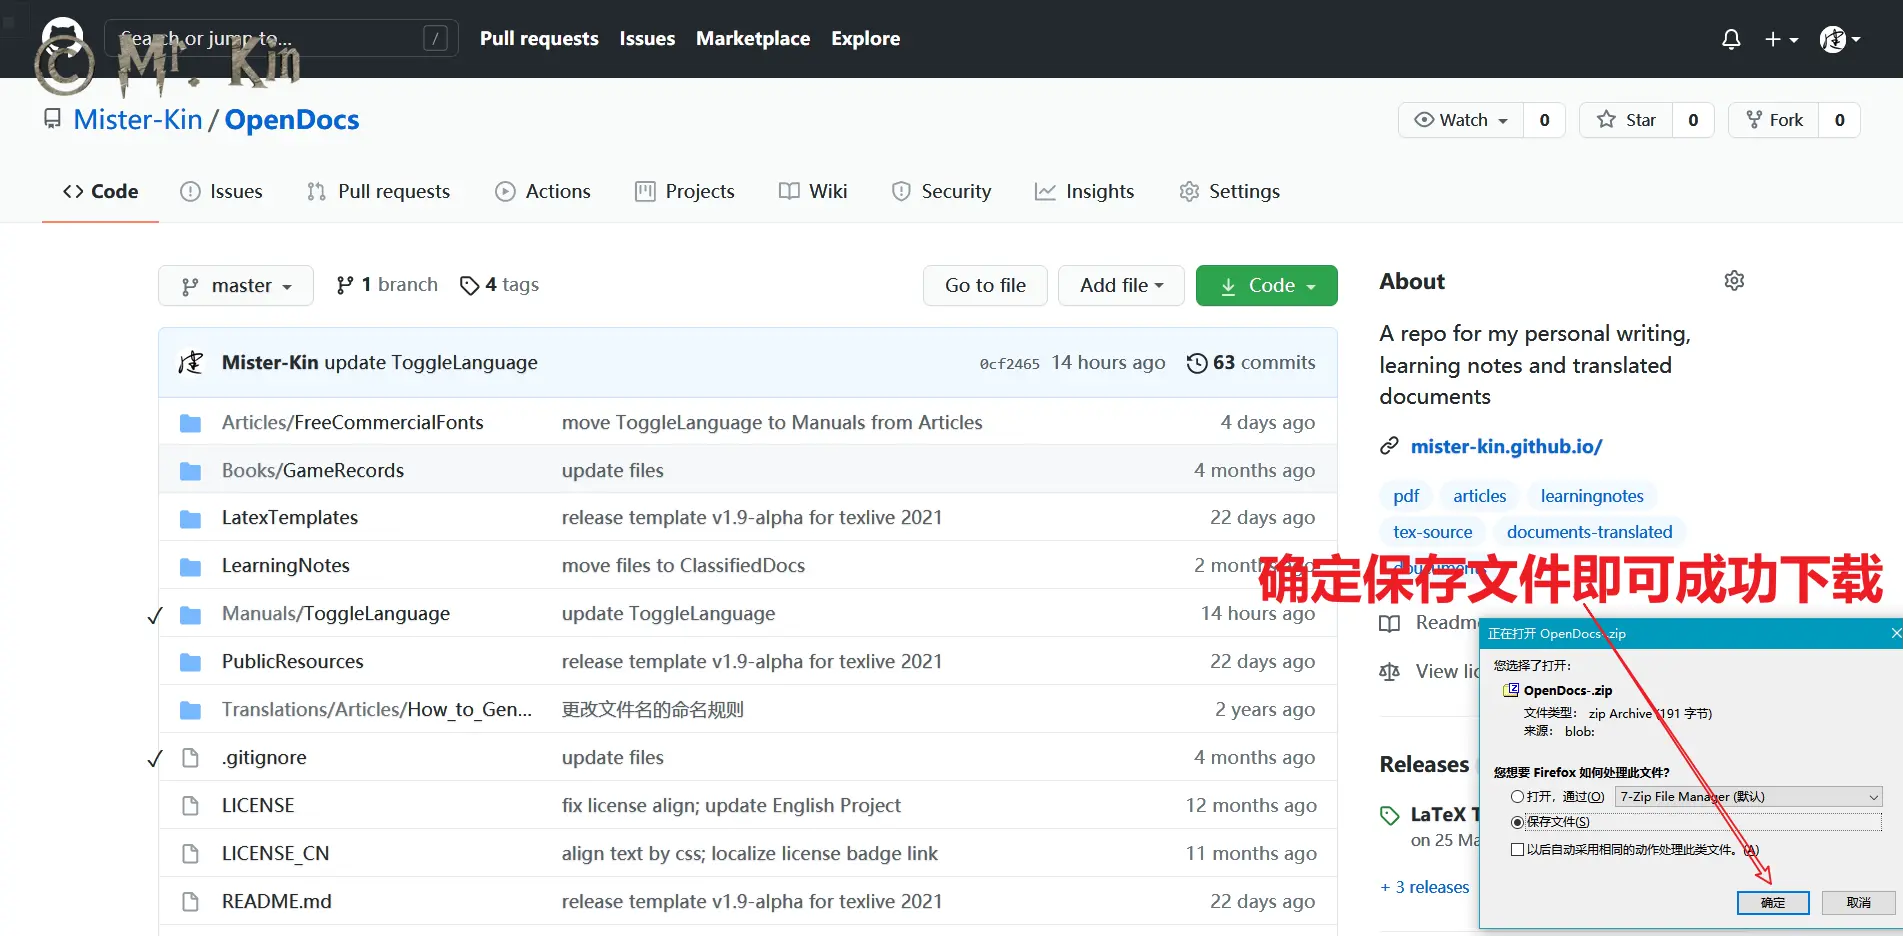 Search or jump to...
/
Pull requests
Issues
Marketplace
Explore
© Mr. Kin
Mister-Kin / OpenDocs
Watch 0
Star 0
Fork 0
Code
Issues
Pull requests
Actions
Projects
Wiki
Security
Insights
Settings
master
1 branch
4 tags
Go to file
Add file
Code
Mister-Kin update ToggleLanguage 0cf2465 14 hours ago 63 commits
Articles/FreeCommercialFonts move ToggleLanguage to Manuals from Articles 4 days ago
Books/GameRecords update files 4 months ago
LatexTemplates release template v1.9-alpha for texlive 2021 22 days ago
LearningNotes move files to ClassifiedDocs 2 months ago
Manuals/ToggleLanguage update ToggleLanguage 14 hours ago
PublicResources release template v1.9-alpha for texlive 2021 22 days ago
Translations/Articles/How_to_Gen... 更改文件名的命名规则 2 years ago
.gitignore update files 4 months ago
LICENSE fix license align; update English Project 12 months ago
LICENSE_CN align text by css; localize license badge link 11 months ago
README.md release template v1.9-alpha for texlive 2021 22 days ago
About
A repo for my personal writing,
learning notes and translated
documents
mister-kin.github.io/
pdf articles learningnotes
tex-source documents-translated
确定保存文件即可成功下载
Readm
View lic
Releases
LaTeX T
on 25 Ma
+ 3 releases
正在打开 OpenDocs-.zip
您选择了打开:
OpenDocs-.zip
文件类型: zip Archive (191 字节)
来源: blob:
您想要 Firefox 如何处理此文件?
打开，通过(O) 7-Zip File Manager (默认)
保存文件(S)
以后自动采用相同的动作处理此类文件。(A)
确定
取消